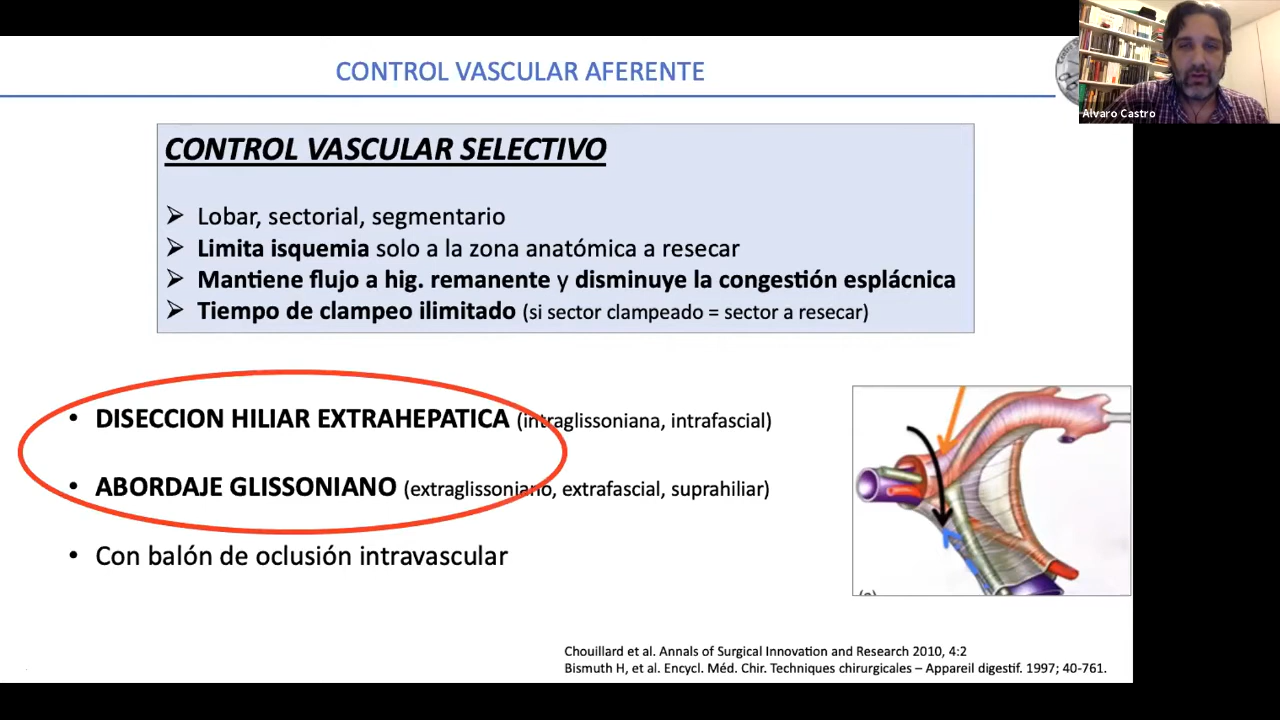 CONTROL VASCULAR AFERENTE
Alvaro Castro
CONTROL VASCULAR SELECTIVO
Lobar, sectorial, segmentario
Limita isquemia solo a la zona anatómica a resecar
Mantiene flujo a hig. remanente y disminuye la congestión esplácnica
Tiempo de clampeo ilimitado (si sector clampeado = sector a resecar)
• DISECCION HILIAR EXTRAHEPATICA (intraglissoniana, intrafascial)
• ABORDAJE GLISSONIANO (extraglissoniano, extrafascial, suprahiliar)
• Con balón de oclusión intravascular
Chouillard et al. Annals of Surgical Innovation and Research 2010, 4:2
Bismuth H, et al. Encycl. Méd. Chir. Techniques chirurgicales – Appareil digestif. 1997; 40-761.